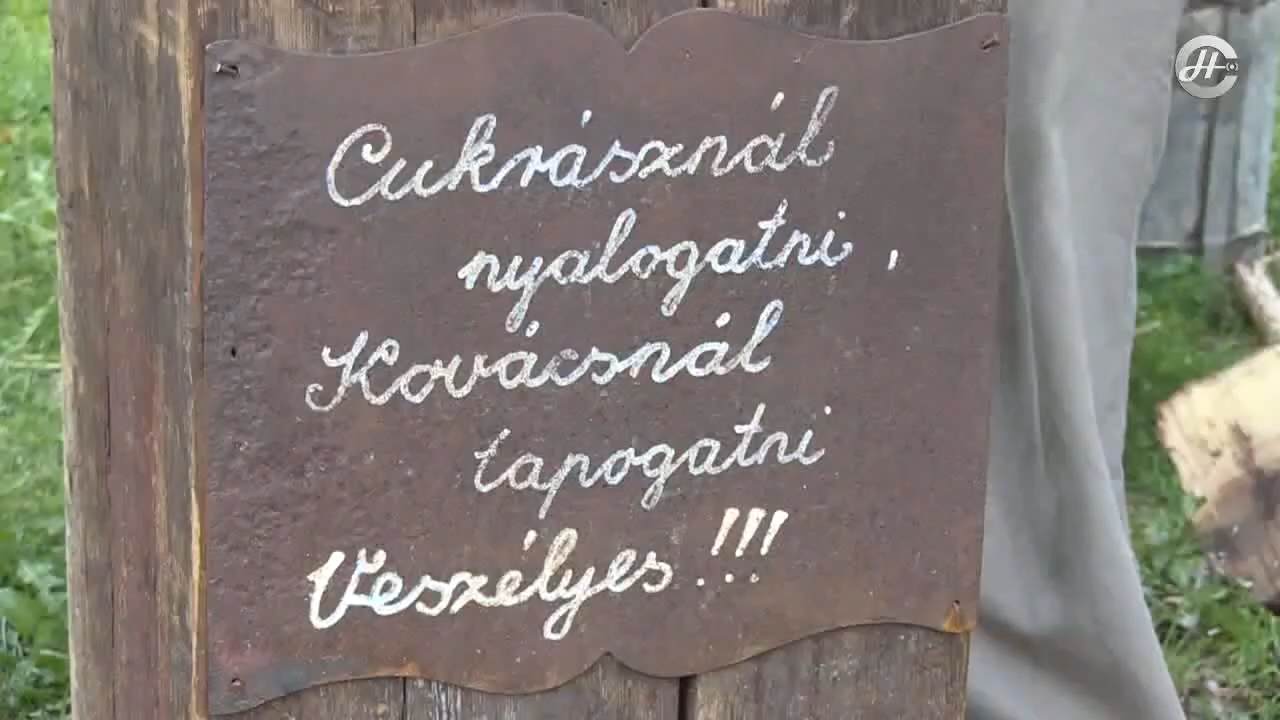 Cukrásznál
nyalogatni,
Kovácsnál
tapogatni
Veszélyes!!!